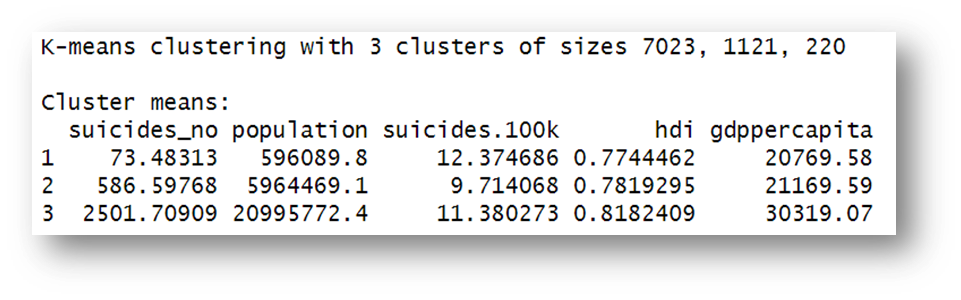 K-means clustering with 3 clusters of sizes 7023, 1121, 220
Cluster means:
suicides_no population suicides.100k hdi gdppercapita
1 73.48313 596089.8 12.374686 0.7744462 20769.58
2 586.59768 5964469.1 9.714068 0.7819295 21169.59
3 2501.70909 20995772.4 11.380273 0.8182409 30319.07